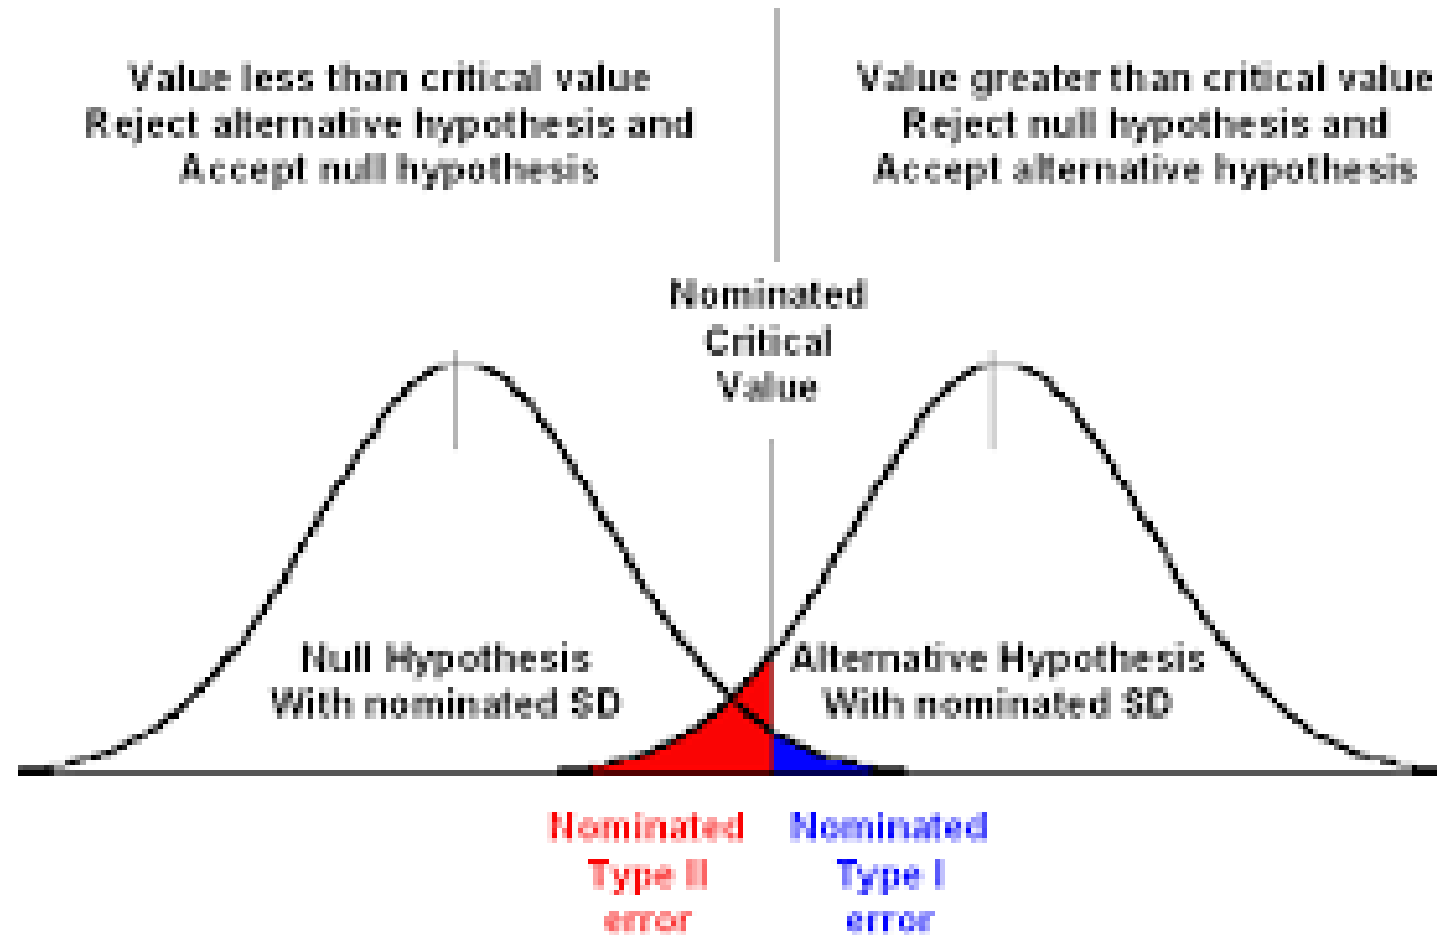 Value less than critical value
Reject alternative hypothesis and
Accept null hypothesis
Value greater than critical value
Reject null hypothesis and
Accept alternative hypothesis
Nominated
Critical
Value
Null Hypothesis
With nominated SD
Alternative Hypothesis
With nominated SD
Nominated
Type II
error
Nominated
Type I
error